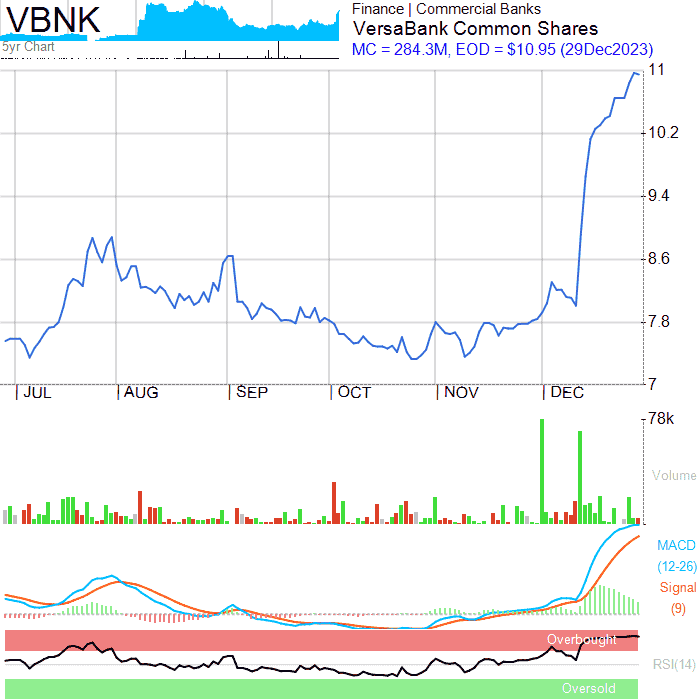 VBNK
5yr Chart
Finance | Commercial Banks
VersaBank Common Shares
MC = 284.3M, EOD = $10.95 (29Dec2023)
11
10.2
9.4
8.6
7.8
7
JUL AUG SEP OCT NOV DEC
78k
Volume
MACD
(12-26)
Signal
(9)
Overbought
RSI(14)
Oversold